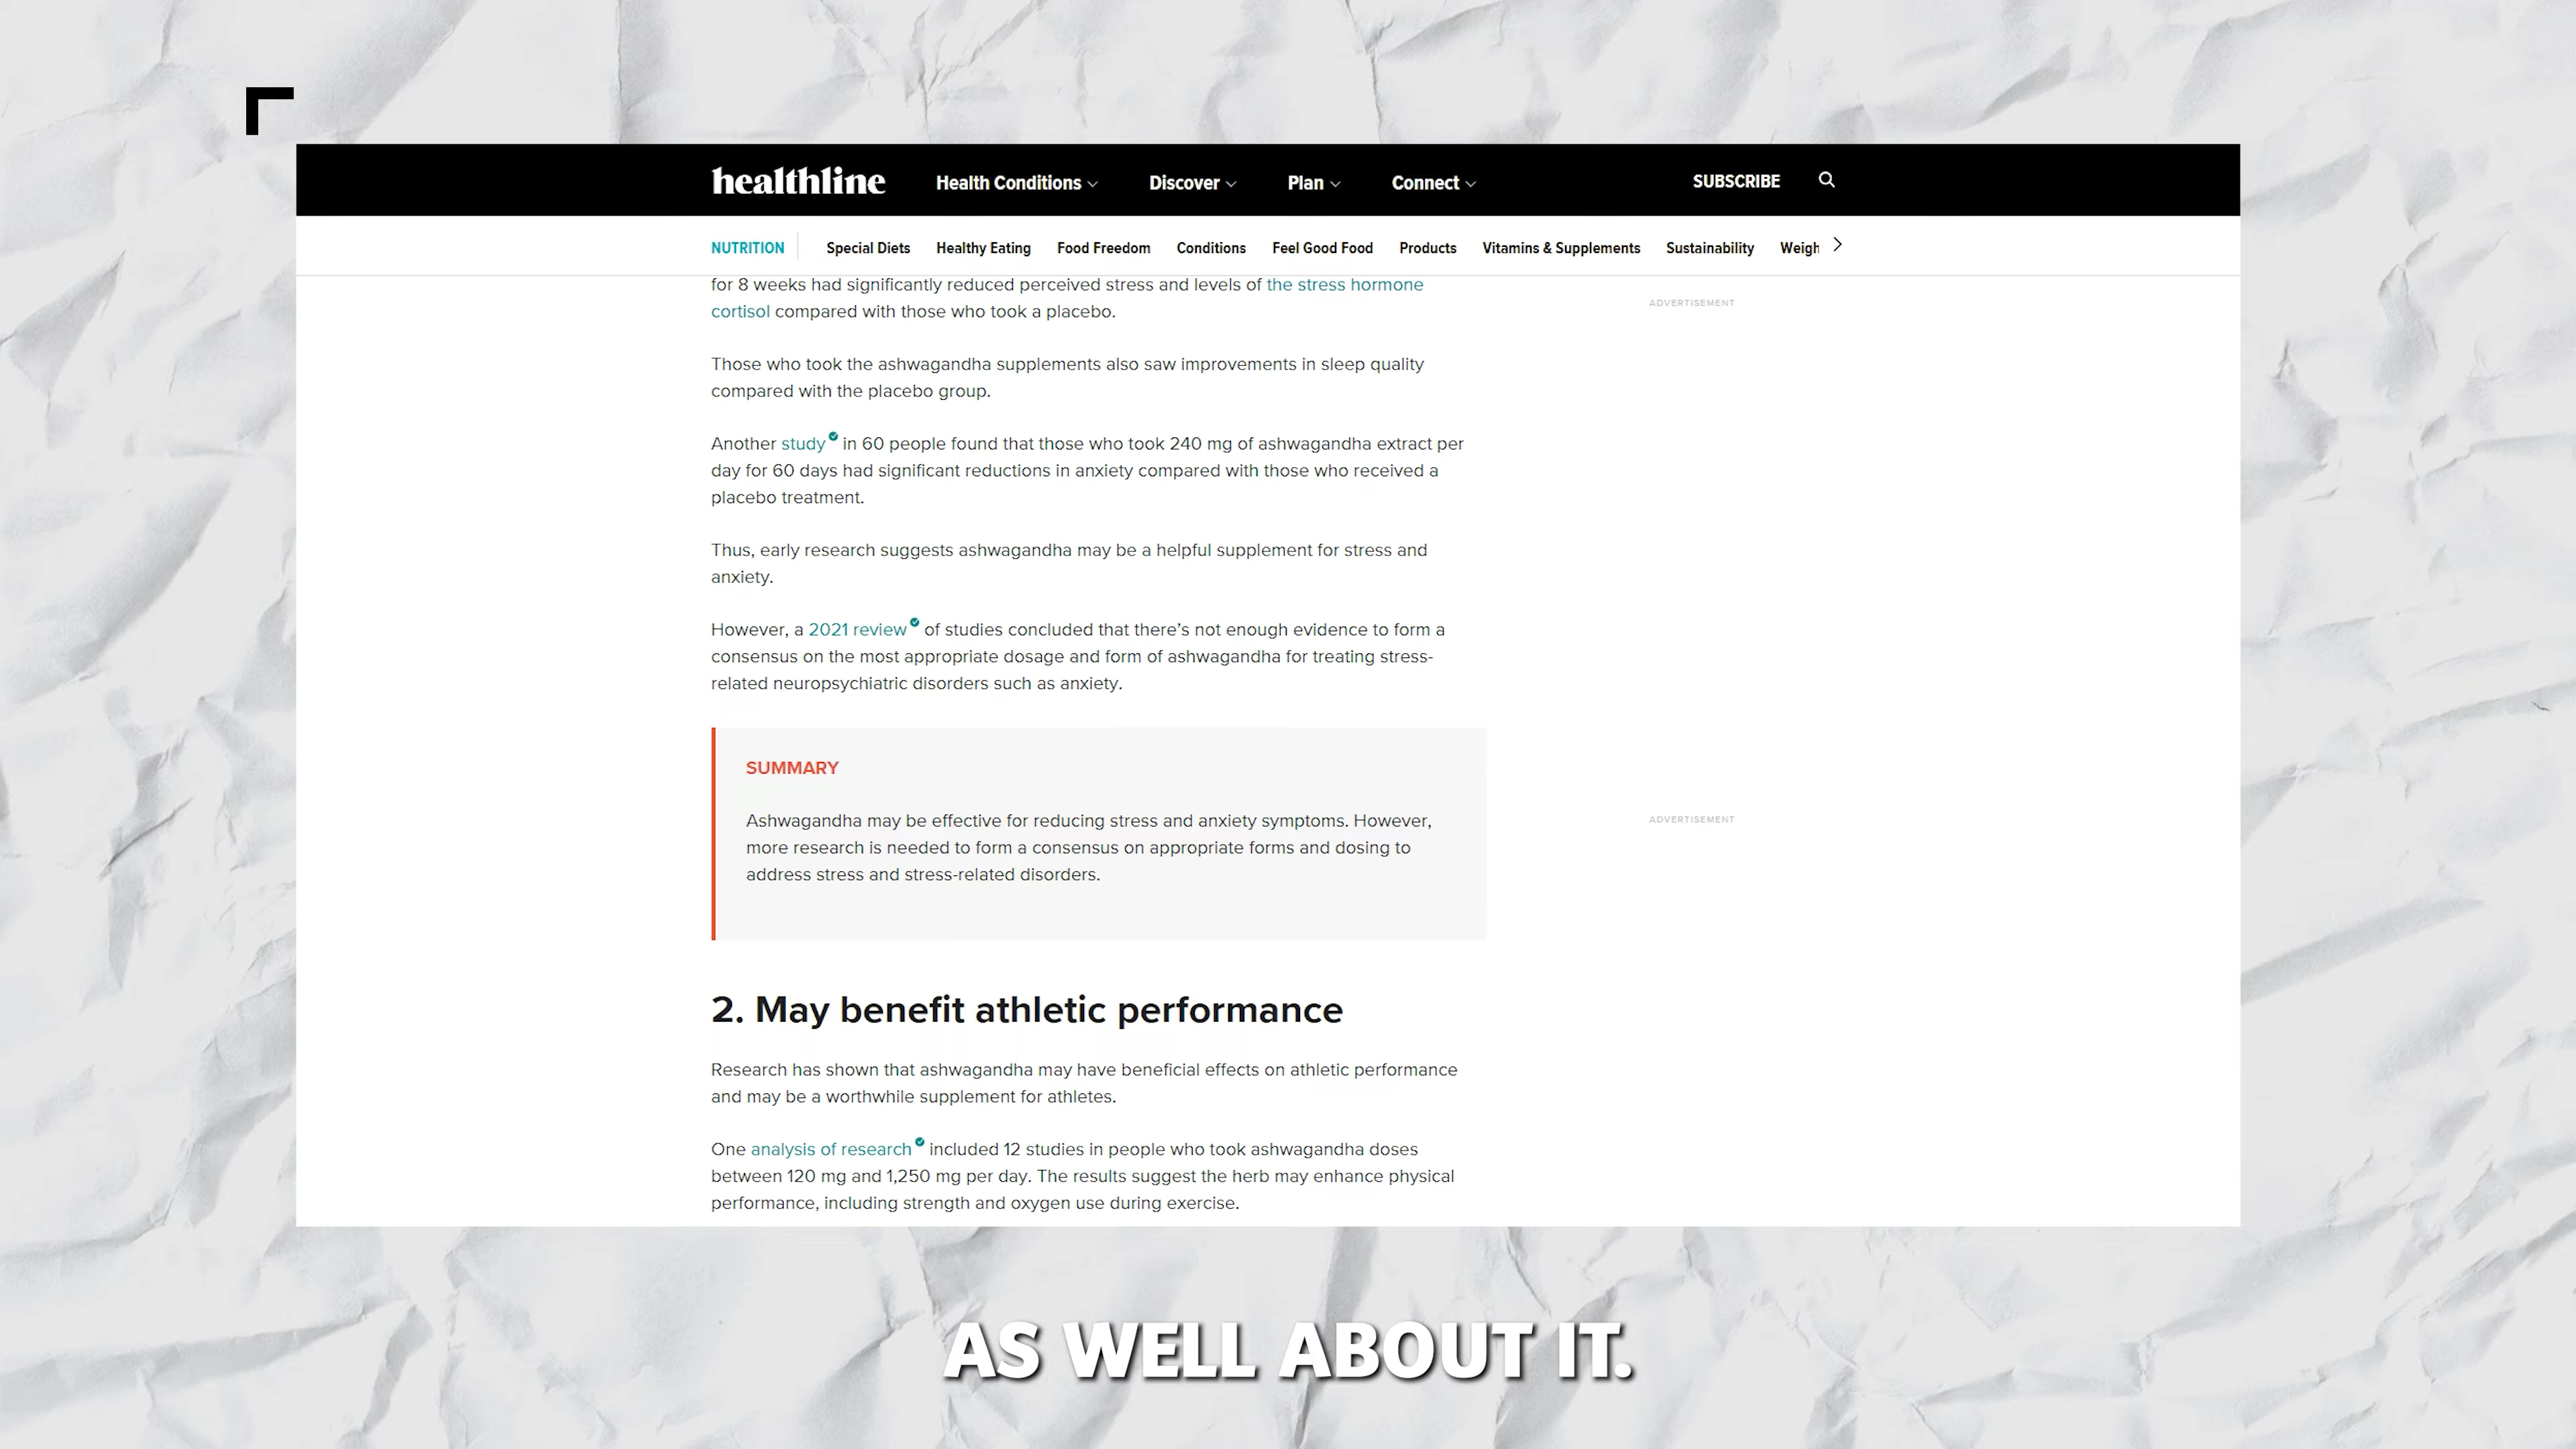 healthline Health Conditions Discover Plan Connect SUBSCRIBE
NUTRITION Special Diets Healthy Eating Food Freedom Conditions Feel Good Food Products Vitamins & Supplements Sustainability Weigh
for 8 weeks had significantly reduced perceived stress and levels of the stress hormone
cortisol compared with those who took a placebo.
ADVERTISEMENT
Those who took the ashwagandha supplements also saw improvements in sleep quality
compared with the placebo group.
Another study in 60 people found that those who took 240 mg of ashwagandha extract per
day for 60 days had significant reductions in anxiety compared with those who received a
placebo treatment.
Thus, early research suggests ashwagandha may be a helpful supplement for stress and
anxiety.
However, a 2021 review of studies concluded that there’s not enough evidence to form a
consensus on the most appropriate dosage and form of ashwagandha for treating stress-
related neuropsychiatric disorders such as anxiety.
SUMMARY
Ashwagandha may be effective for reducing stress and anxiety symptoms. However,
more research is needed to form a consensus on appropriate forms and dosing to
address stress and stress-related disorders.
ADVERTISEMENT
2. May benefit athletic performance
Research has shown that ashwagandha may have beneficial effects on athletic performance
and may be a worthwhile supplement for athletes.
One analysis of research included 12 studies in people who took ashwagandha doses
between 120 mg and 1,250 mg per day. The results suggest the herb may enhance physical
performance, including strength and oxygen use during exercise.
AS WELL ABOUT IT.